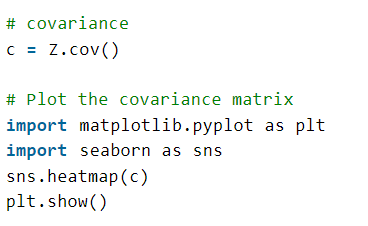 # covariance
c = Z.cov()

# Plot the covariance matrix
import matplotlib.pyplot as plt
import seaborn as sns
sns.heatmap(c)
plt.show()